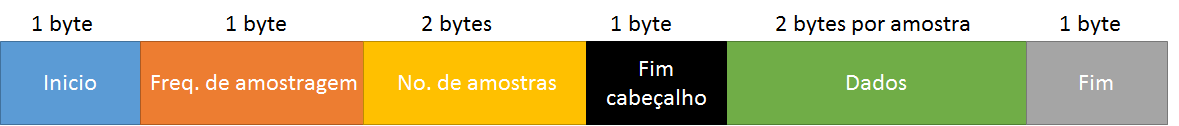 1 byte
1 byte
2 bytes
1 byte
2 bytes por amostra
1 byte
Inicio
Freq. de amostragem
No. de amostras
Fim
cabeçalho
Dados
Fim